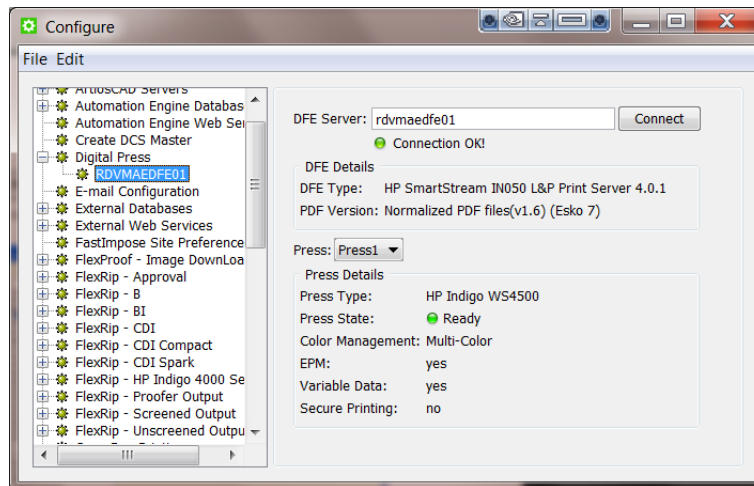 Configure
File Edit
ArtiosCAD Servers
Automation Engine Databas
Automation Engine Web Ser
Create DCS Master
Digital Press
RDVMAEDFE01
E-mail Configuration
External Databases
External Web Services
FastImpose Site Preference
FlexProof - Image DownLoa
FlexRip - Approval
FlexRip - B
FlexRip - BI
FlexRip - CDI
FlexRip - CDI Compact
FlexRip - CDI Spark
FlexRip - HP Indigo 4000 Se
FlexRip - Proofer Output
FlexRip - Screened Output
FlexRip - Unscreened Outpu
DFE Server: rdvmaedfe01 Connect
Connection OK!
DFE Details
DFE Type: HP SmartStream IN050 L&P Print Server 4.0.1
PDF Version: Normalized PDF files(v1.6) (Esko 7)
Press: Press1
Press Details
Press Type: HP Indigo WS4500
Press State: Ready
Color Management: Multi-Color
EPM: yes
Variable Data: yes
Secure Printing: no